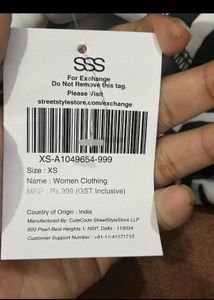 SSS
For Exchange
Do Not Remove this tag.
Please Visit
streetstylestore.com/exchange
XS-A1049654-999
Size : XS
Name : Women Clothing
MRP : Rs.999 (GST Inclusive)
Country of Origin : India
Manufactured By : CuteCode StreetStyleStore LLP
903 Pearl Best Heights 1, NSP, Delhi - 110034
Customer Support Number : +91-11-41171712